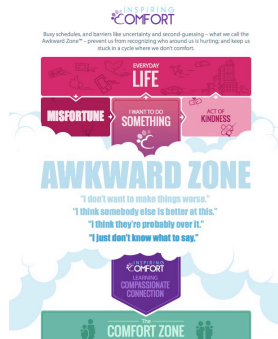 INSPIRING
COMFORT
Busy schedules, and barriers like uncertainty and second-guessing – what we call the
Awkward Zone™ – prevent us from recognizing who around us is hurting; and keep us
stuck in a cycle where we don't comfort.
EVERYDAY
LIFE
MISFORTUNE
I WANT TO DO
SOMETHING
ACT OF
KINDNESS
AWKWARD ZONE
"I don't want to make things worse."
"I think somebody else is better at this."
"I think they're probably over it."
"I just don't know what to say."
INSPIRING
COMFORT
LEARNING
COMPASSIONATE
CONNECTION
The
COMFORT ZONE